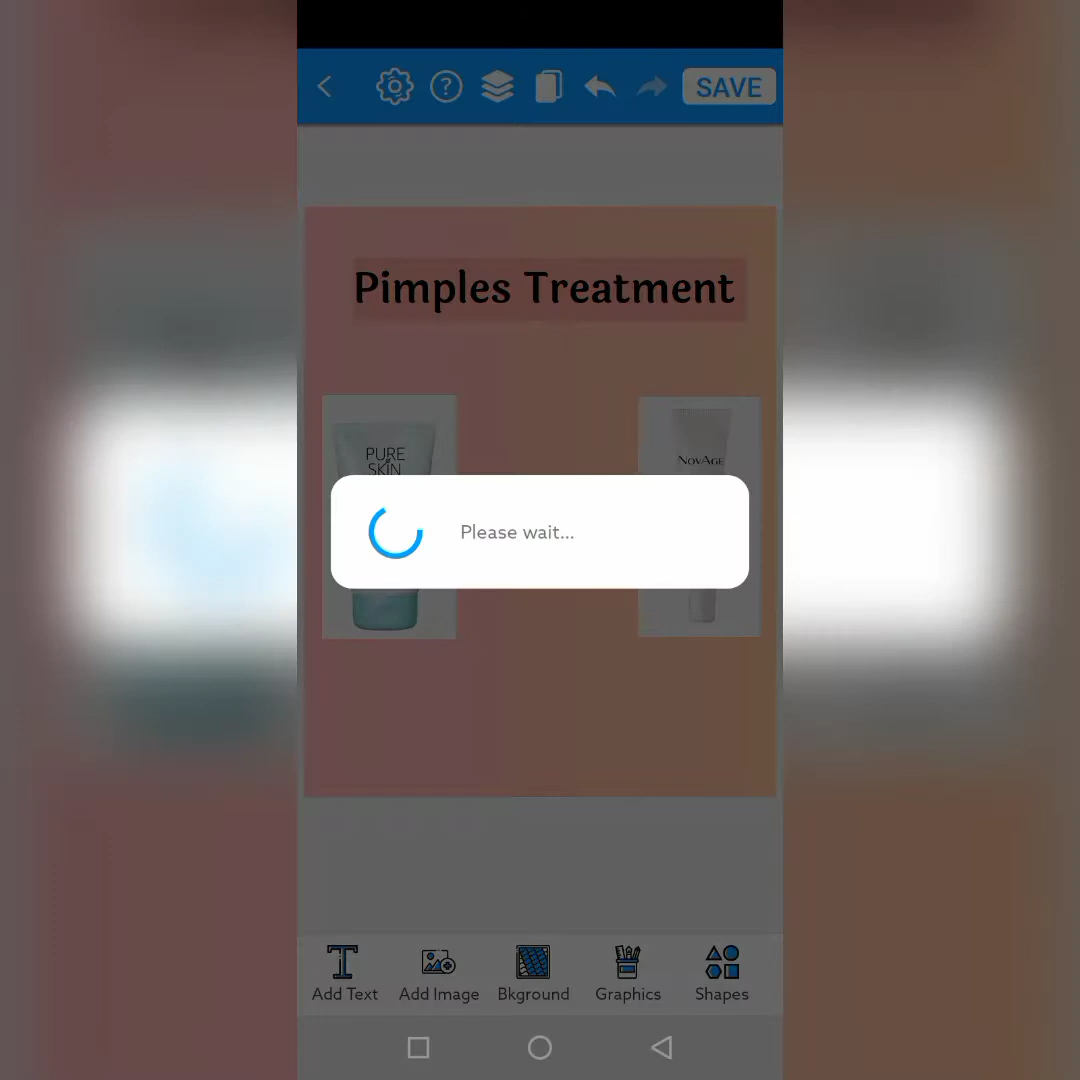 SAVE
Pimples Treatment
PURE
SKIN
NOVAGE
Please wait...
Add Text
Add Image
Bkground
Graphics
Shapes